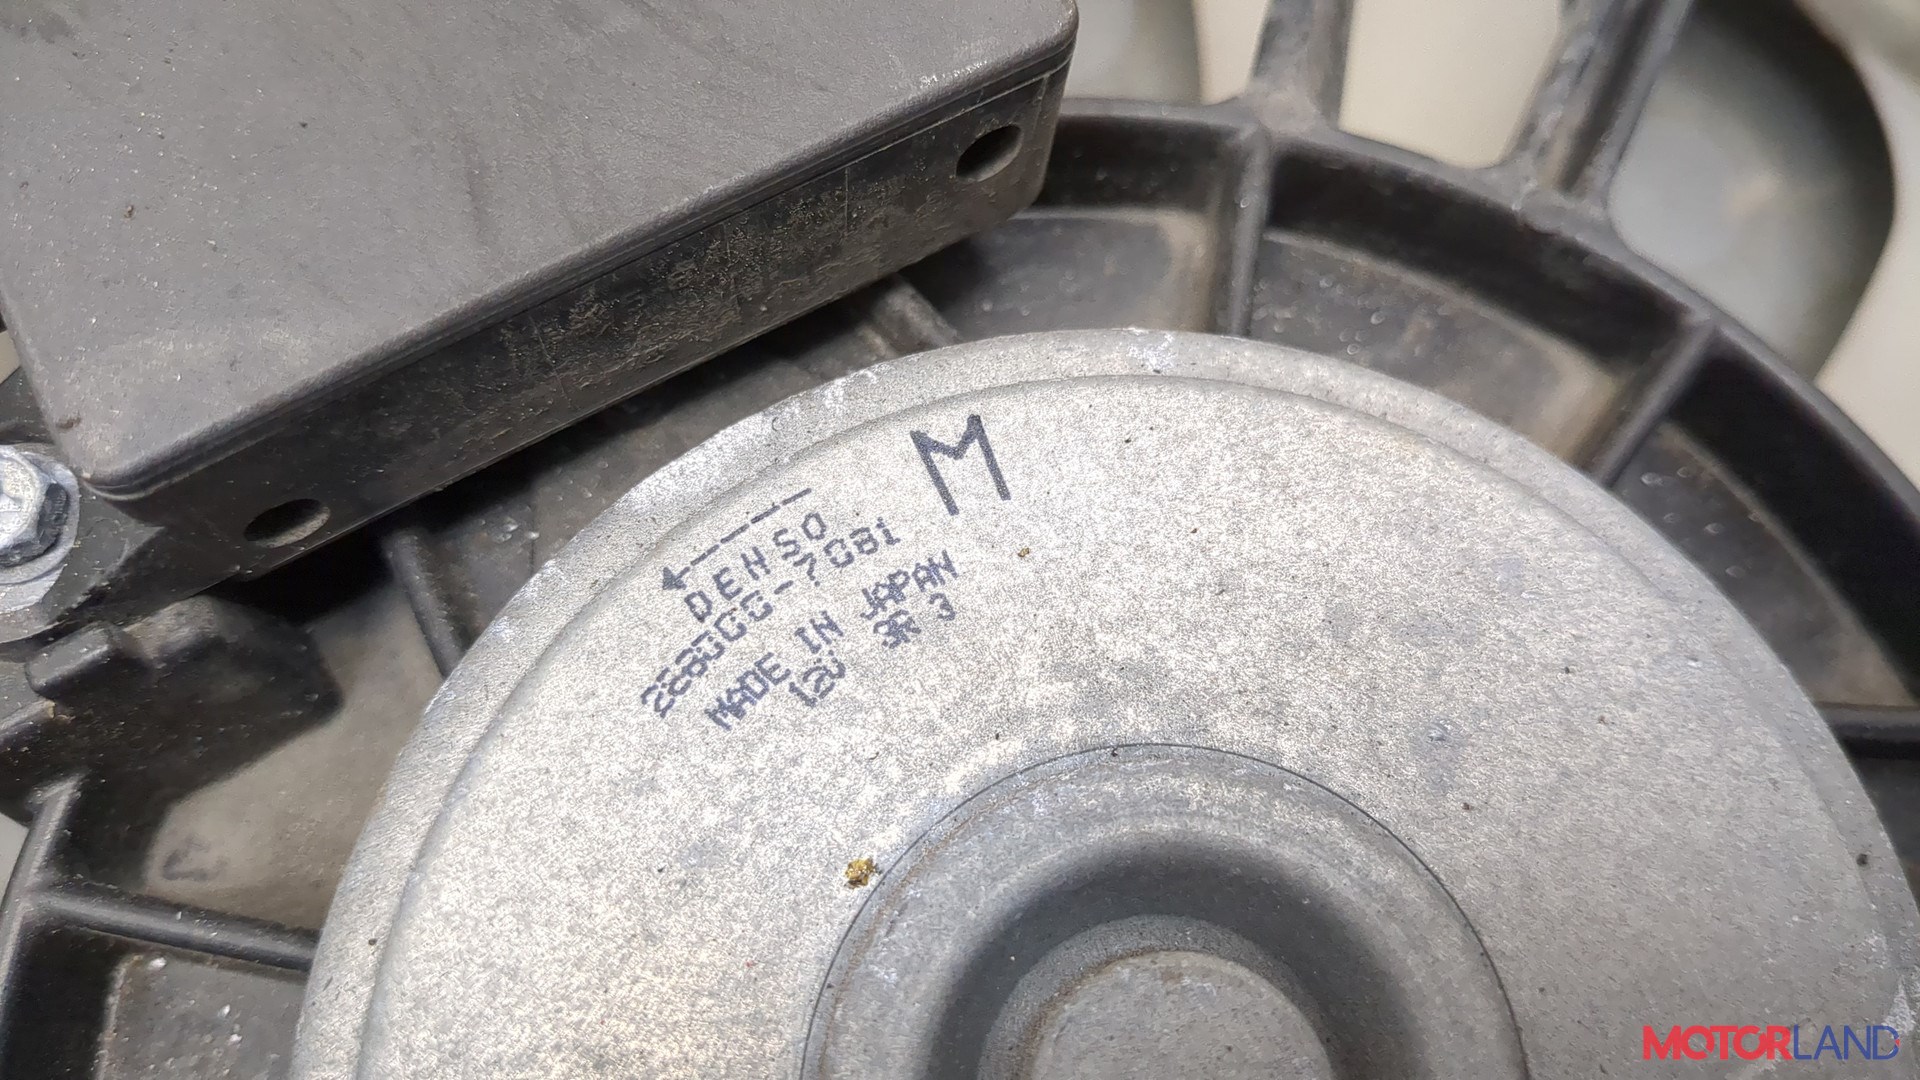 M
DENSO
268000-7081
MADE IN JAPAN
12V 9R 3
MOTORLAND